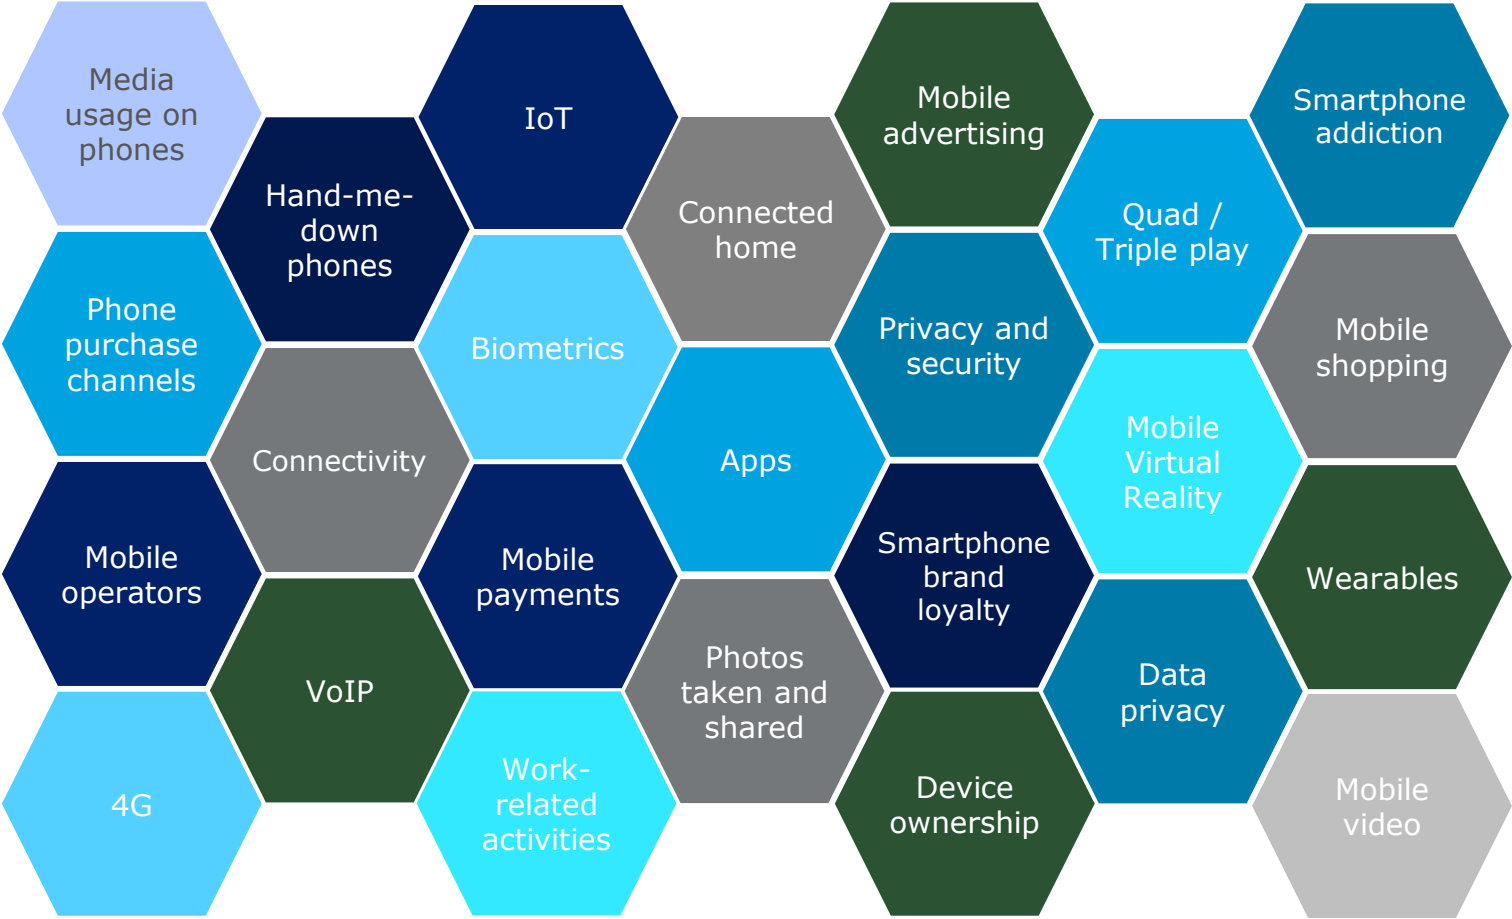 Media
usage on
phones
Phone
purchase
channels
Mobile
operators
4G
Hand-me-
down
phones
Connectivity
VoIP
IoT
Biometrics
Mobile
payments
Work-
related
activities
Connected
home
Apps
Photos
taken and
shared
Mobile
advertising
Privacy and
security
Smartphone
brand
loyalty
Device
ownership
Quad /
Triple play
Mobile
Virtual
Reality
Data
privacy
Smartphone
addiction
Mobile
shopping
Wearables
Mobile
video